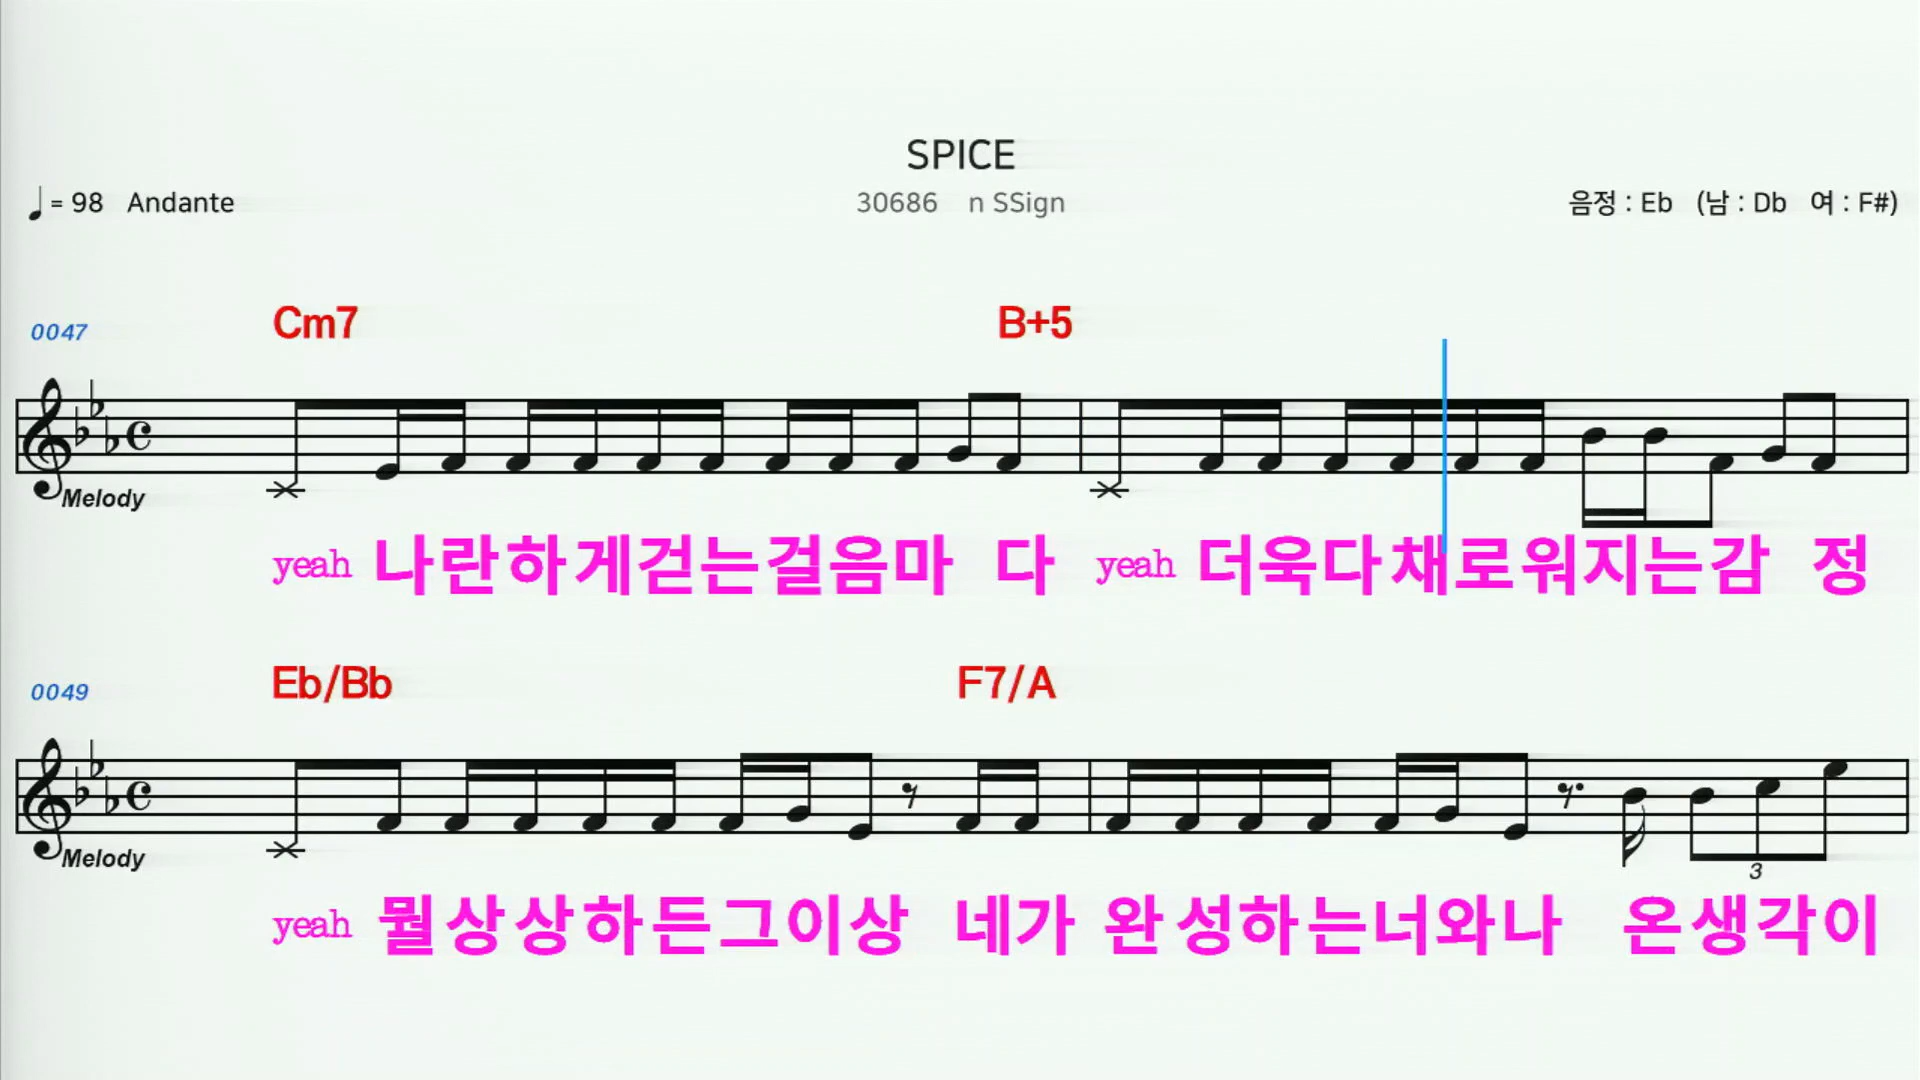 SPICE
♩ = 98 Andante 30686 n SSign 음정 : Eb (남 : Db 여 : F#)
0047 Cm7 B+5
Melody
yeah 나란하게걷는걸음마 다 yeah 더욱다채로워지는감 정
0049 Eb/Bb F7/A
Melody 3
yeah 뭘상상하든그이상 네가 완성하는너와나 온생각이